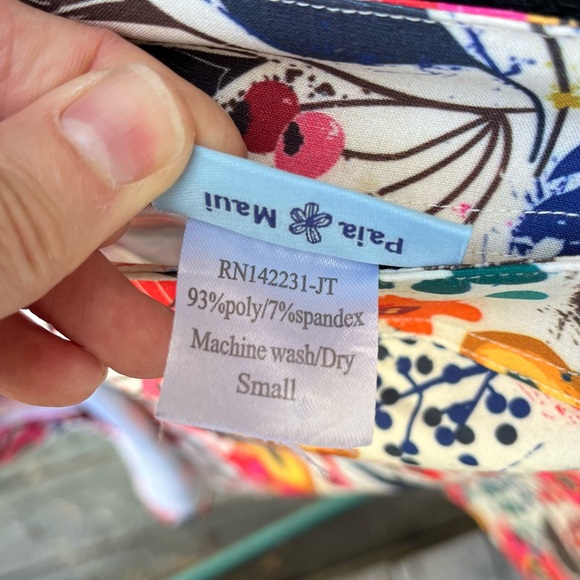 Paia Maui
RN142231-JT
93%poly/7%spandex
Machine wash/Dry
Small